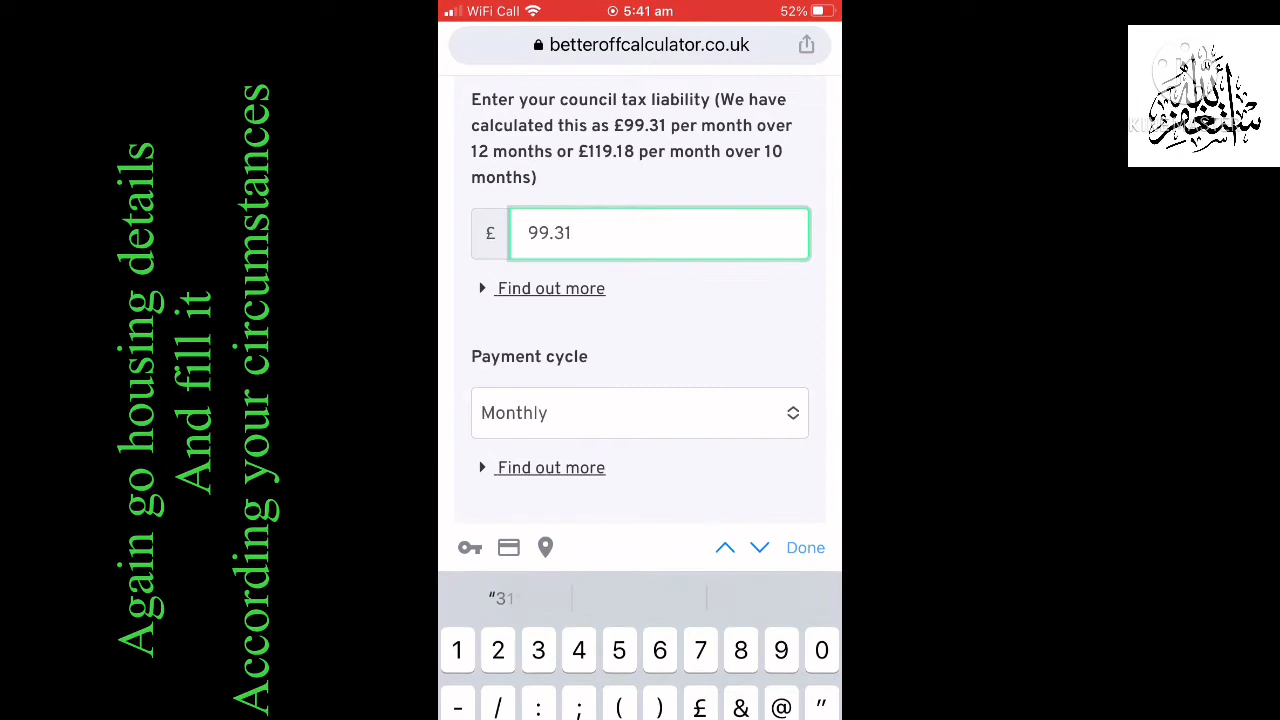 Again go housing details
And fill it
According your circumstances
WiFi Call
5:41 am
52%
betteroffcalculator.co.uk
Enter your council tax liability (We have
calculated this as £99.31 per month over
12 months or £119.18 per month over 10
months)
£ 99.31
Find out more
Payment cycle
Monthly
Find out more
Done
“31
1 2 3 4 5 6 7 8 9 0
- / : ; ( ) £ & @ ”